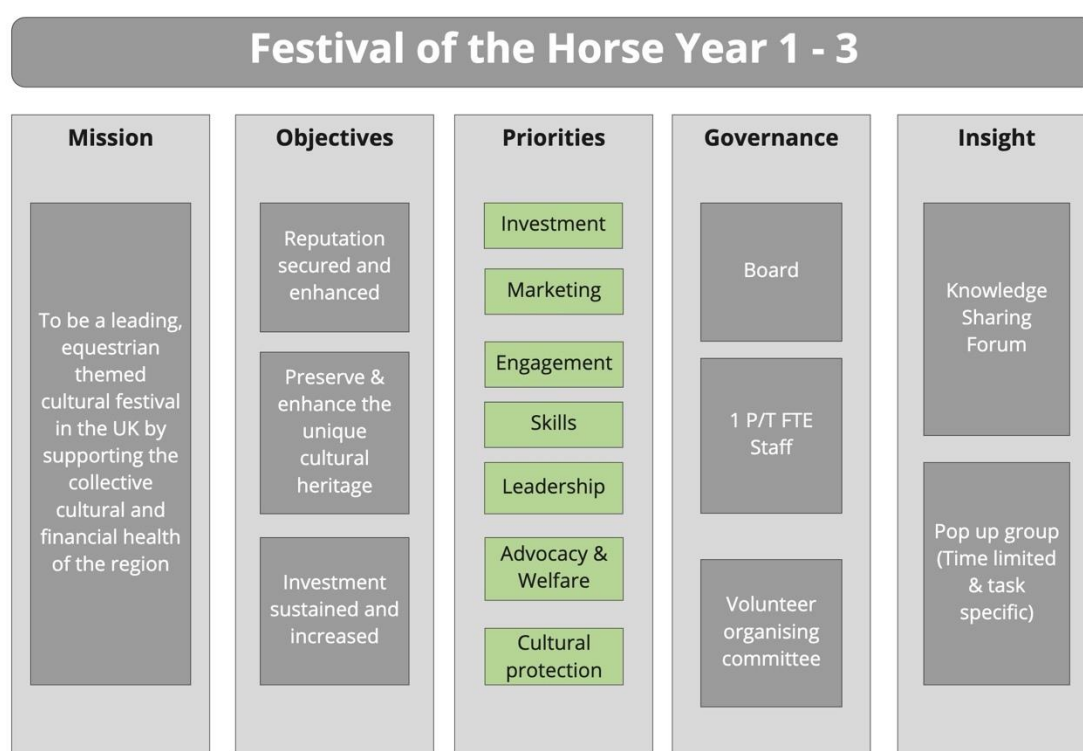 Festival of the Horse Year 1 - 3
Mission
To be a leading,
equestrian
themed
cultural festival
in the UK by
supporting the
collective
cultural and
financial health
of the region
Objectives
Reputation
secured and
enhanced
Preserve &
enhance the
unique
cultural
heritage
Investment
sustained and
increased
Priorities
Investment
Marketing
Engagement
Skills
Leadership
Advocacy &
Welfare
Cultural
protection
Governance
Board
1 P/T FTE
Staff
Volunteer
organising
committee
Insight
Knowledge
Sharing
Forum
Pop up group
(Time limited
& task
specific)